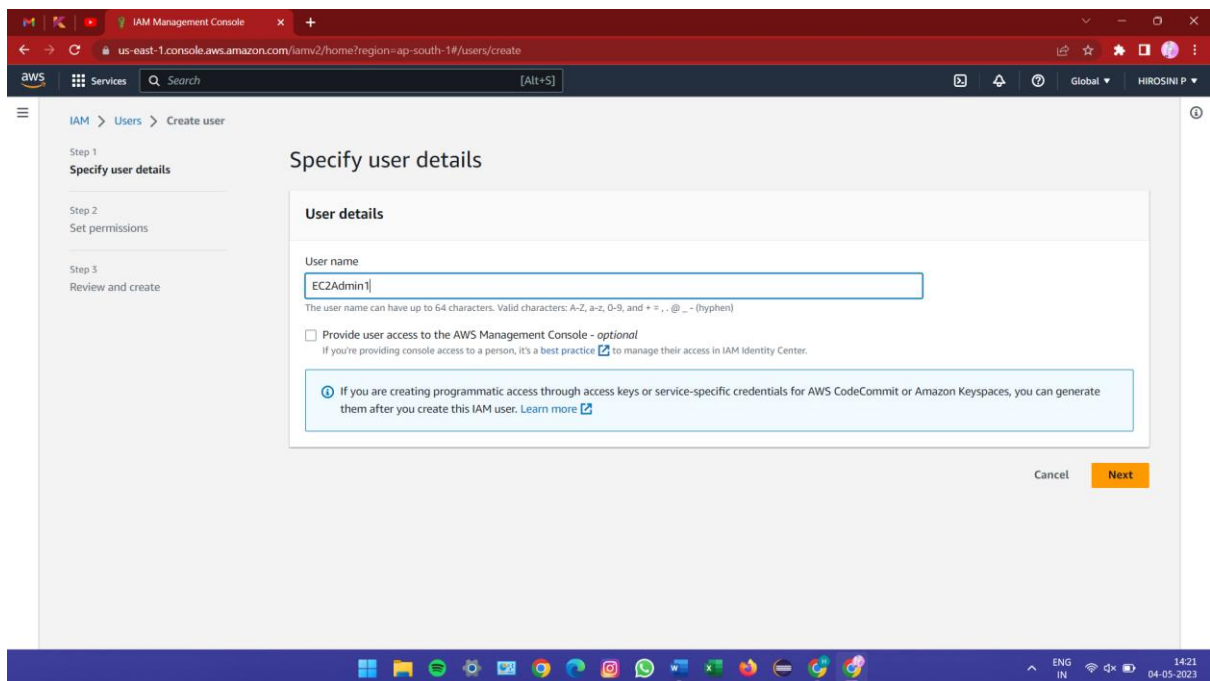 IAM Management Console
us-east-1.console.aws.amazon.com/iamv2/home?region=ap-south-1#/users/create
aws
Services
Search
[Alt+S]
Global
HIROSINI P
IAM > Users > Create user
Step 1
Specify user details
Step 2
Set permissions
Step 3
Review and create
Specify user details
User details
User name
EC2Admin1
The user name can have up to 64 characters. Valid characters: A-Z, a-z, 0-9, and + = , . @ _ - (hyphen)
Provide user access to the AWS Management Console - optional
If you're providing console access to a person, it's a best practice to manage their access in IAM Identity Center.
If you are creating programmatic access through access keys or service-specific credentials for AWS CodeCommit or Amazon Keyspaces, you can generate
them after you create this IAM user. Learn more
Cancel
Next
ENG
IN
14:21
04-05-2023